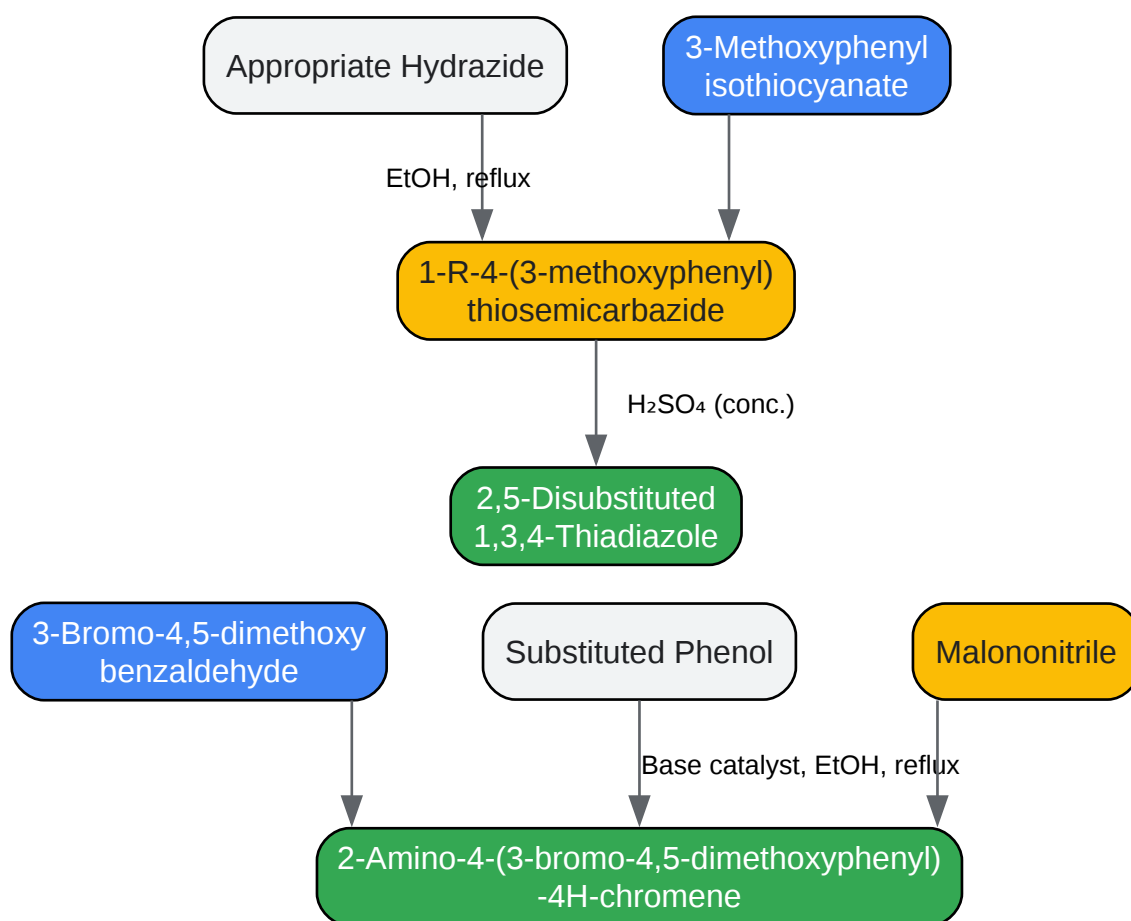 Appropriate Hydrazide
3-Methoxyphenyl
isothiocyanate
EtOH, reflux
1-R-4-(3-methoxyphenyl)
thiosemicarbazide
H₂SO₄ (conc.)
2,5-Disubstituted
1,3,4-Thiadiazole
3-Bromo-4,5-dimethoxy
benzaldehyde
Substituted Phenol
Malononitrile
Base catalyst, EtOH, reflux
2-Amino-4-(3-bromo-4,5-dimethoxyphenyl)
-4H-chromene